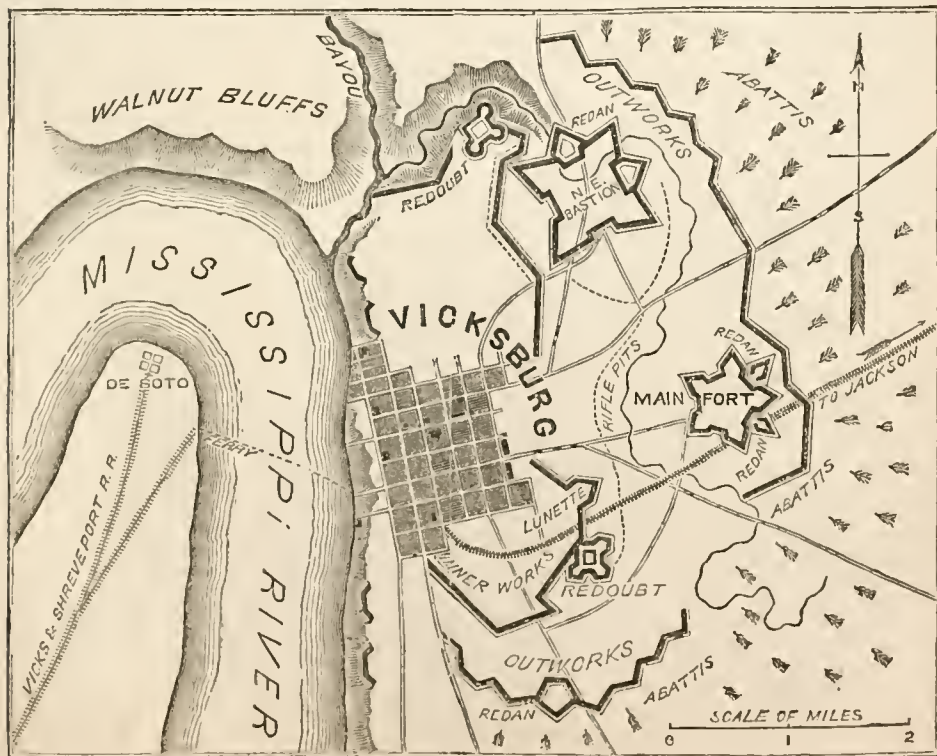 WALNUT BLUFFS
BAYOU
REDOUBT
REDAN
N.E.
BASTION
OUTWORKS
ABATTIS
N
S
MISSISSIPPI RIVER
VICKSBURG
DE SOTO
FERRY
VICKS & SHREVEPORT R.R.
RIFLE PITS
REDAN
MAIN FORT
REDAN
TO JACKSON
ABATTIS
LUNETTE
INER WORKS
REDOUBT
OUTWORKS
REDAN
ABATTIS
SCALE OF MILES
0 1 2